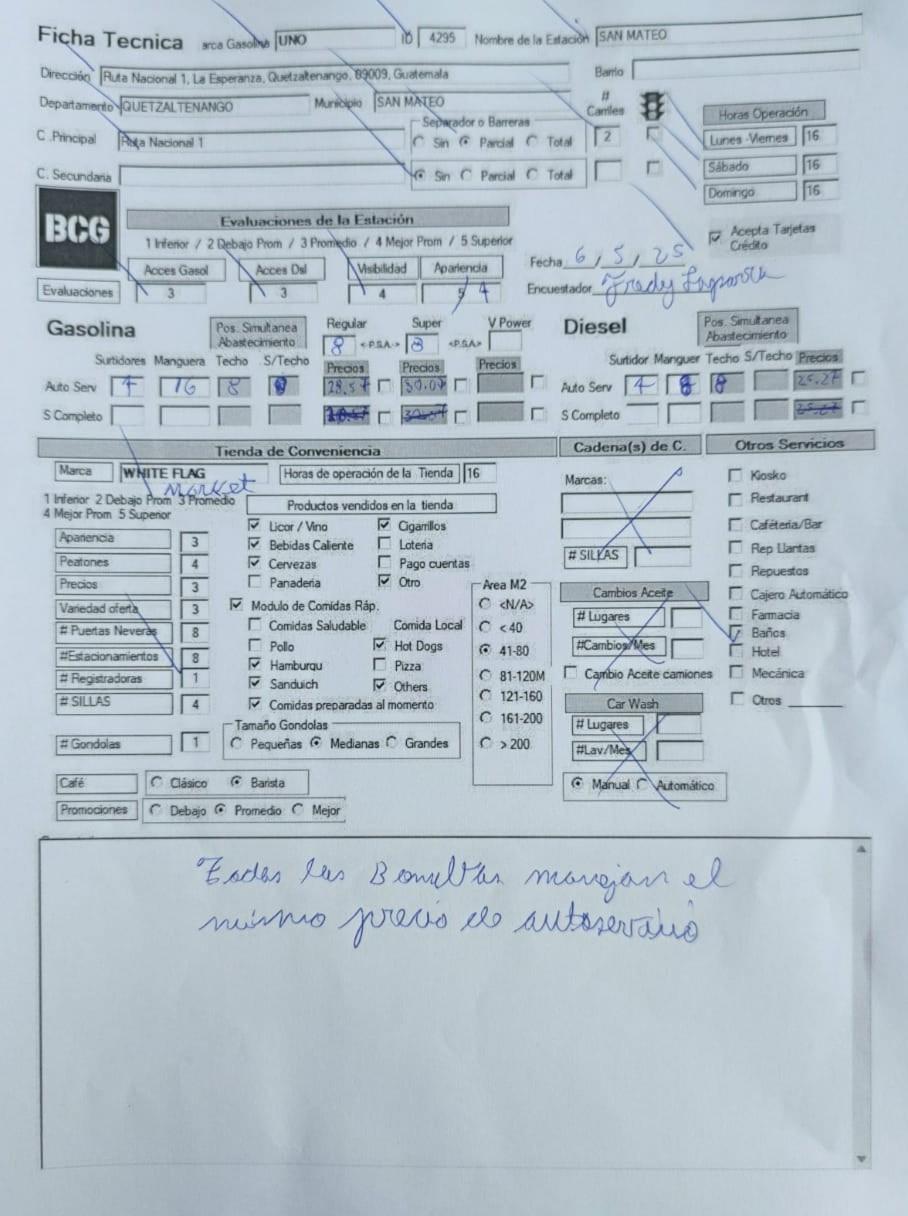 Ficha Tecnica arca Gasolina UNO ID 4295 Nombre de la Estación SAN MATEO
Dirección Ruta Nacional 1, La Esperanza, Quetzaltenango, 09009, Guatemala Barrio
Departamento QUETZALTENANGO Municipio SAN MATEO # Carriles Horas Operación
C .Principal Ruta Nacional 1 Separador o Barreras Sin Parcial Total 2 Lunes -Viernes 16
Sábado 16
C. Secundaria Sin Parcial Total Domingo 16
BCG Evaluaciones de la Estación Acepta Tarjetas Crédito
1 Inferior / 2 Debajo Prom / 3 Promedio / 4 Mejor Prom / 5 Superior
Acces Gasol Acces Dsl Visibilidad Apariencia Fecha 6/5/25
Evaluaciones 3 3 4 5 4 Encuestador Fredy
Gasolina Pos. Simultanea Abastecimiento Regular Super V Power Diesel Pos. Simultanea Abastecimiento
8 <-P.S.A.-> 8 <-P.S.A>
Surtidores Manguera Techo S/Techo Precios Precios Precios Surtidor Manguer Techo S/Techo Precios
Auto Serv 4 16 8 28.57 30.07 Auto Serv 4 8 8 25.27
S Completo S Completo
Tienda de Conveniencia Cadena(s) de C. Otros Servicios
Marca WHITE FLAG Horas de operación de la Tienda 16 Marcas: Kiosko
Market
1 Inferior 2 Debajo Prom 3 Promedio Productos vendidos en la tienda Restaurant
4 Mejor Prom 5 Superior
Apariencia 3 Licor / Vino Cigarrillos Caféteria/Bar
Peatones 4 Bebidas Caliente Loteria # SILLAS Rep Llantas
Precios 3 Cervezas Pago cuentas Repuestos
Panaderia Otro Area M2 Cambios Aceite Cajero Automático
Variedad oferta 3 Modulo de Comidas Ráp. <N/A> # Lugares Farmacia
# Puertas Neveras 8 Comidas Saludable Comida Local < 40 Baños
#Estacionamientos 8 Pollo Hot Dogs 41-80 #Cambios/Mes Hotel
# Registradoras 1 Hamburqu Pizza 81-120M Cambio Aceite camiones Mecánica
# SILLAS 4 Sanduich Others 121-160 Car Wash Otros
Comidas preparadas al momento 161-200 # Lugares
Tamaño Gondolas
# Gondolas 1 Pequeñas Medianas Grandes > 200 #Lav/Mes
Café Clásico Barista Manual Automático
Promociones Debajo Promedio Mejor
Todas las Bombas manejan el
mismo precio de autoservicio